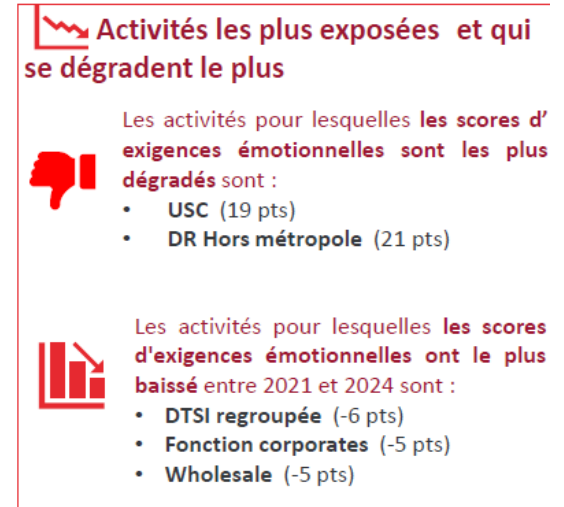 Activités les plus exposées et qui
se dégradent le plus
Les activités pour lesquelles les scores d’
exigences émotionnelles sont les plus
dégradés sont :
• USC (19 pts)
• DR Hors métropole (21 pts)
Les activités pour lesquelles les scores
d'exigences émotionnelles ont le plus
baissé entre 2021 et 2024 sont :
• DTSI regroupée (-6 pts)
• Fonction corporates (-5 pts)
• Wholesale (-5 pts)